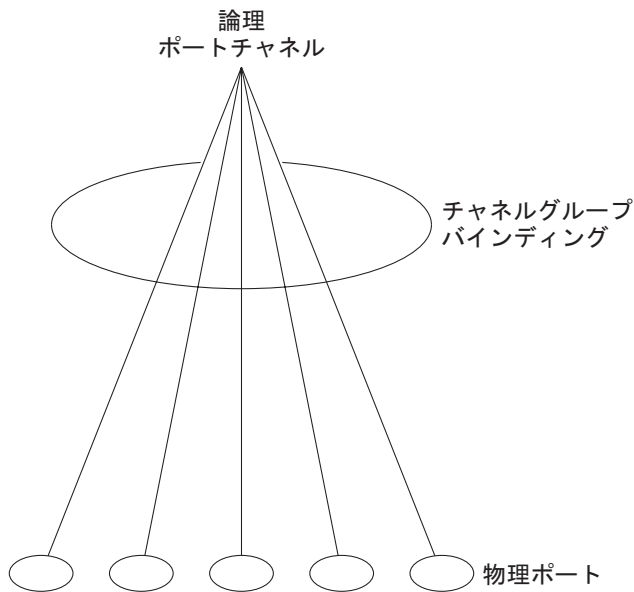 論理
ポートチャネル
チャネルグループ
バインディング
物理ポート